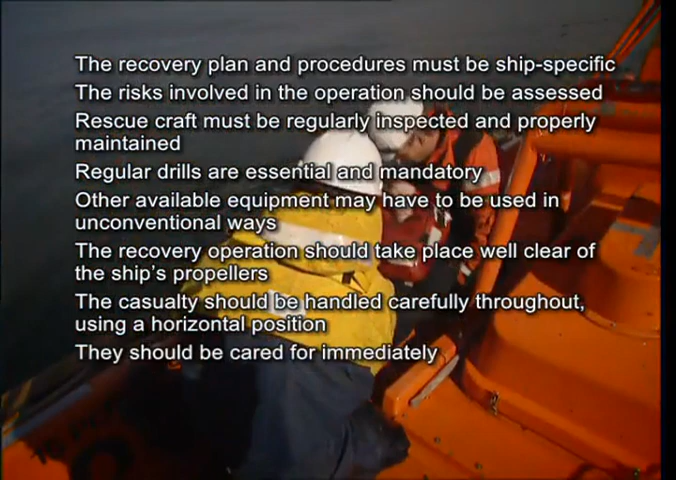 The recovery plan and procedures must be ship-specific
The risks involved in the operation should be assessed
Rescue craft must be regularly inspected and properly
maintained
Regular drills are essential and mandatory
Other available equipment may have to be used in
unconventional ways
The recovery operation should take place well clear of
the ship's propellers
The casualty should be handled carefully throughout,
using a horizontal position
They should be cared for immediately